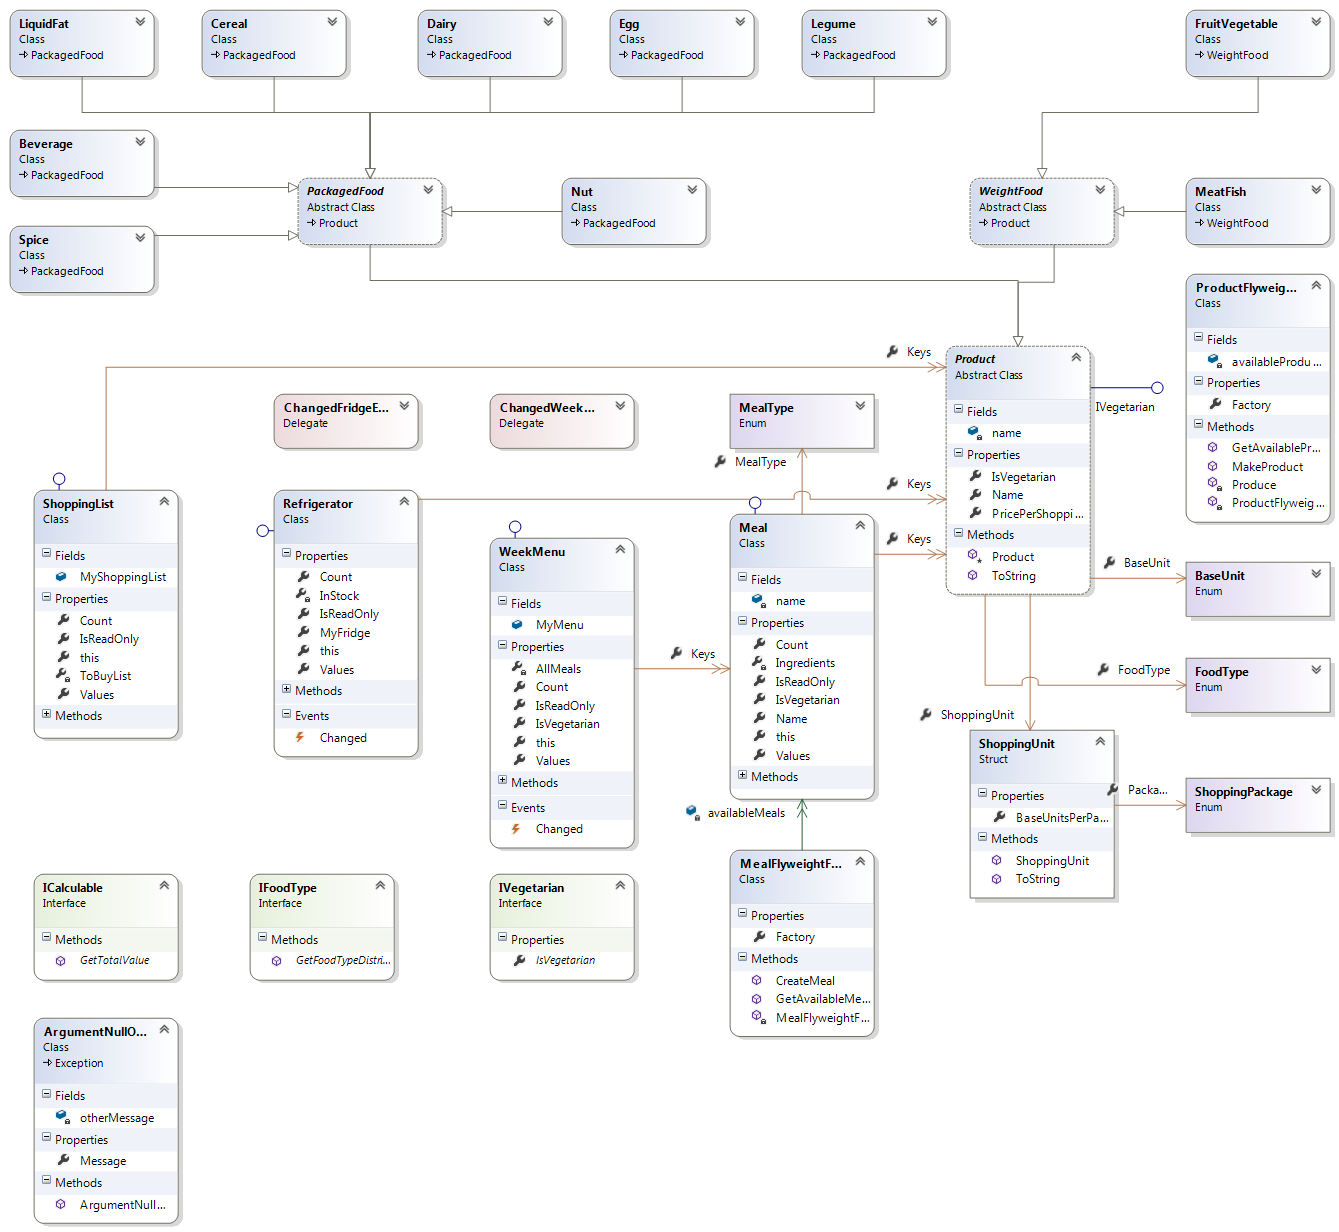 LiquidFat
Class
PackagedFood
Cereal
Class
PackagedFood
Dairy
Class
PackagedFood
Egg
Class
PackagedFood
Legume
Class
PackagedFood
FruitVegetable
Class
WeightFood
Beverage
Class
PackagedFood
PackagedFood
Abstract Class
Product
Nut
Class
PackagedFood
WeightFood
Abstract Class
Product
MeatFish
Class
WeightFood
Spice
Class
PackagedFood
ProductFlyweig...
Class
Fields
availableProdu...
Properties
Factory
Methods
GetAvailablePr...
MakeProduct
Produce
ProductFlyweig...
Keys
Product
Abstract Class
Fields
name
Properties
IsVegetarian
Name
PricePerShoppi...
Methods
Product
ToString
IVegetarian
ChangedFridgeE...
Delegate
ChangedWeek...
Delegate
MealType
Enum
MealType
Keys
Keys
ShoppingList
Class
Fields
MyShoppingList
Properties
Count
IsReadOnly
this
ToBuyList
Values
Methods
Refrigerator
Class
Properties
Count
InStock
IsReadOnly
MyFridge
this
Values
Methods
Events
Changed
WeekMenu
Class
Fields
MyMenu
Properties
AllMeals
Count
IsReadOnly
IsVegetarian
this
Values
Methods
Events
Changed
Keys
Meal
Class
Fields
name
Properties
Count
Ingredients
IsReadOnly
IsVegetarian
Name
this
Values
Methods
BaseUnit
BaseUnit
Enum
FoodType
FoodType
Enum
ShoppingUnit
ShoppingUnit
Struct
Properties
BaseUnitsPerPa...
Methods
ShoppingUnit
ToString
Packa...
ShoppingPackage
Enum
availableMeals
MealFlyweightF...
Class
Properties
Factory
Methods
CreateMeal
GetAvailableMe...
MealFlyweightF...
ICalculable
Interface
Methods
GetTotalValue
IFoodType
Interface
Methods
GetFoodTypeDistri...
IVegetarian
Interface
Properties
IsVegetarian
ArgumentNullO...
Class
Exception
Fields
otherMessage
Properties
Message
Methods
ArgumentNull...